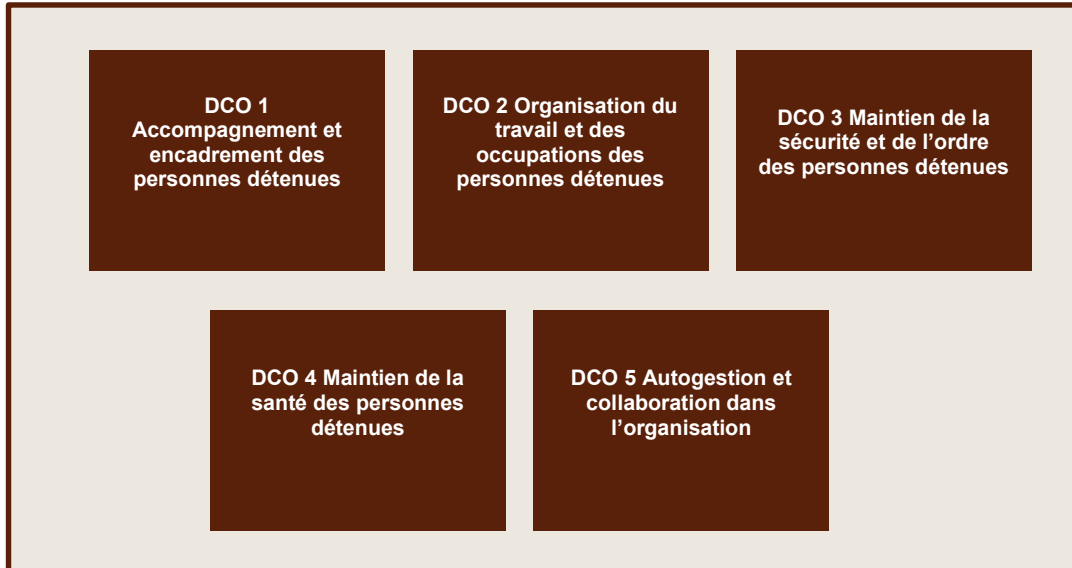 DCO 1
Accompagnement et
encadrement des
personnes détenues
DCO 2 Organisation du
travail et des
occupations des
personnes détenues
DCO 3 Maintien de la
sécurité et de l’ordre
des personnes détenues
DCO 4 Maintien de la
santé des personnes
détenues
DCO 5 Autogestion et
collaboration dans
l’organisation